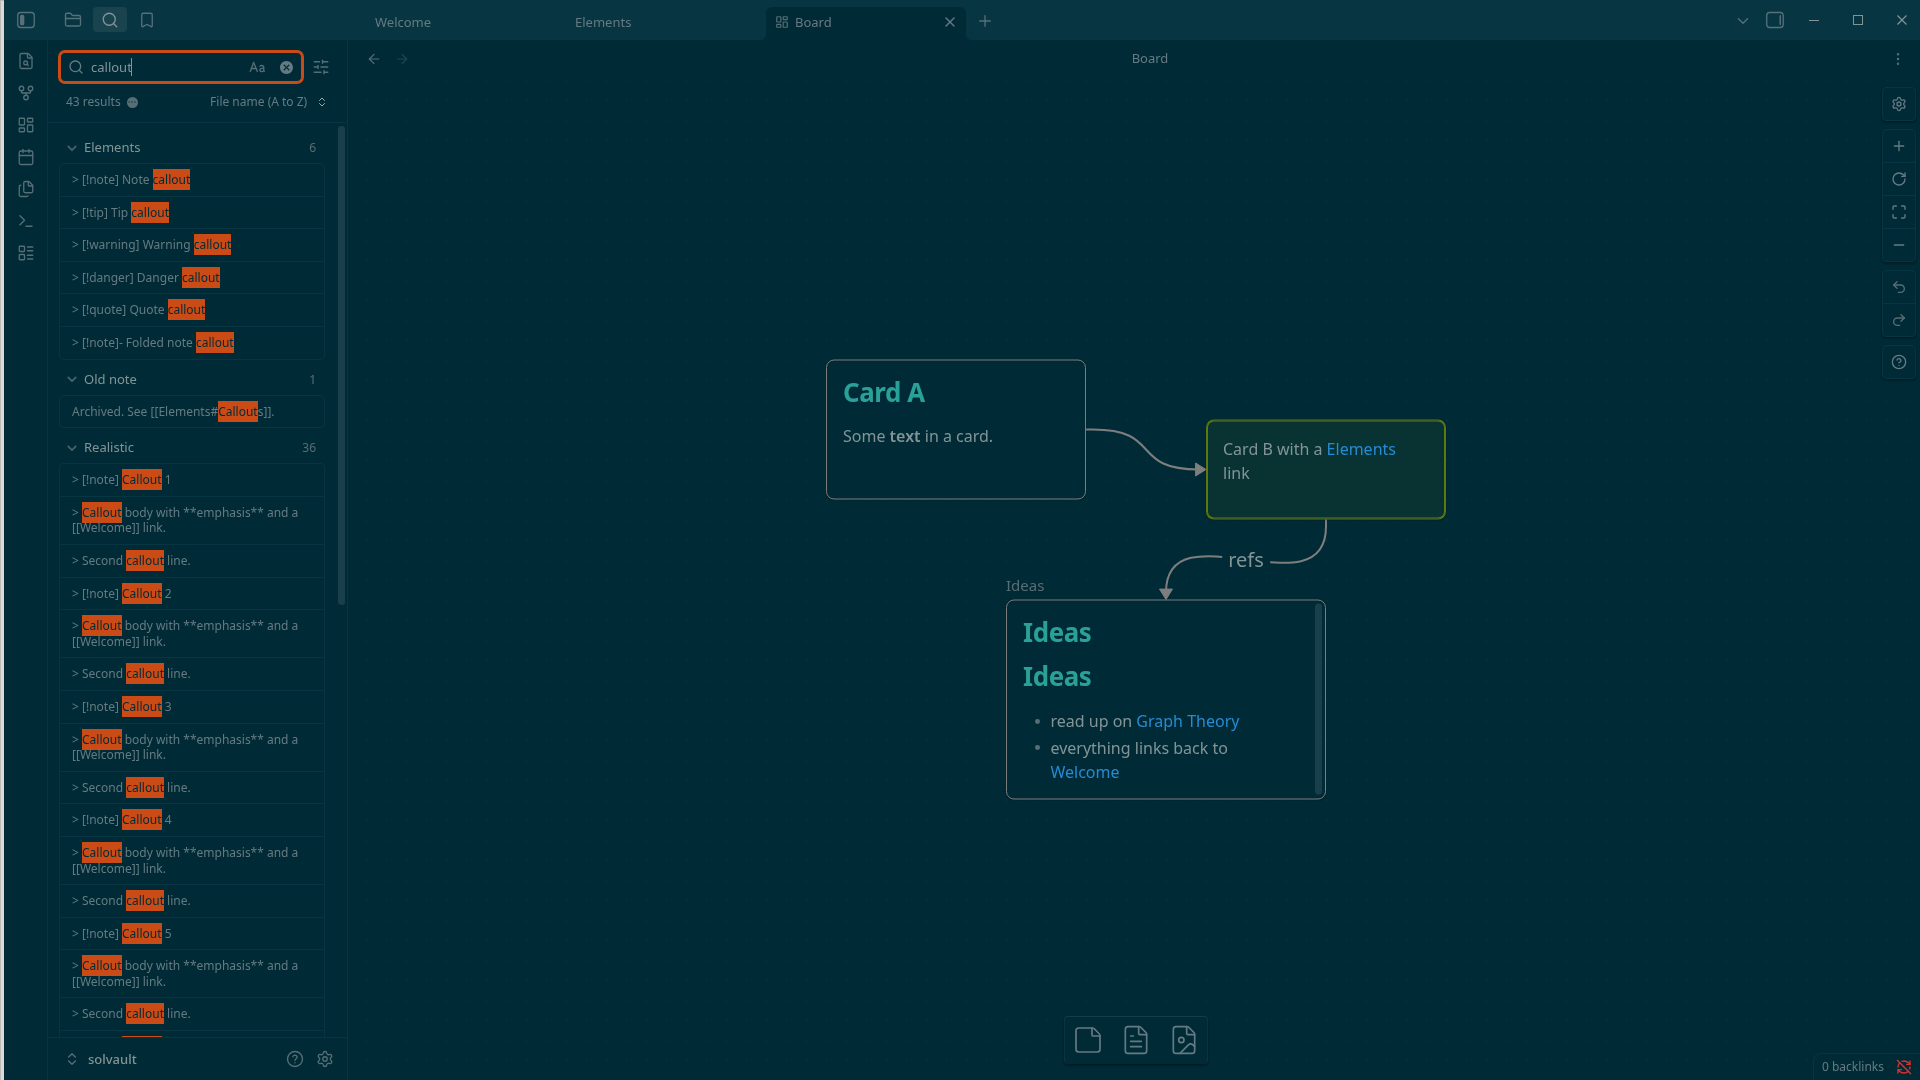 Welcome
Elements
Board
callout
Aa
43 results
File name (A to Z)
Elements 6
> [!note] Note callout
> [!tip] Tip callout
> [!warning] Warning callout
> [!danger] Danger callout
> [!quote] Quote callout
> [!note]- Folded note callout
Old note 1
Archived. See [[Elements#Callouts]].
Realistic 36
> [!note] Callout 1
> Callout body with **emphasis** and a
[[Welcome]] link.
> Second callout line.
> [!note] Callout 2
> Callout body with **emphasis** and a
[[Welcome]] link.
> Second callout line.
> [!note] Callout 3
> Callout body with **emphasis** and a
[[Welcome]] link.
> Second callout line.
> [!note] Callout 4
> Callout body with **emphasis** and a
[[Welcome]] link.
> Second callout line.
> [!note] Callout 5
> Callout body with **emphasis** and a
[[Welcome]] link.
> Second callout line.
solvault
Board
Card A
Some text in a card.
Card B with a Elements
link
refs
Ideas
Ideas
Ideas
• read up on Graph Theory
• everything links back to
Welcome
0 backlinks